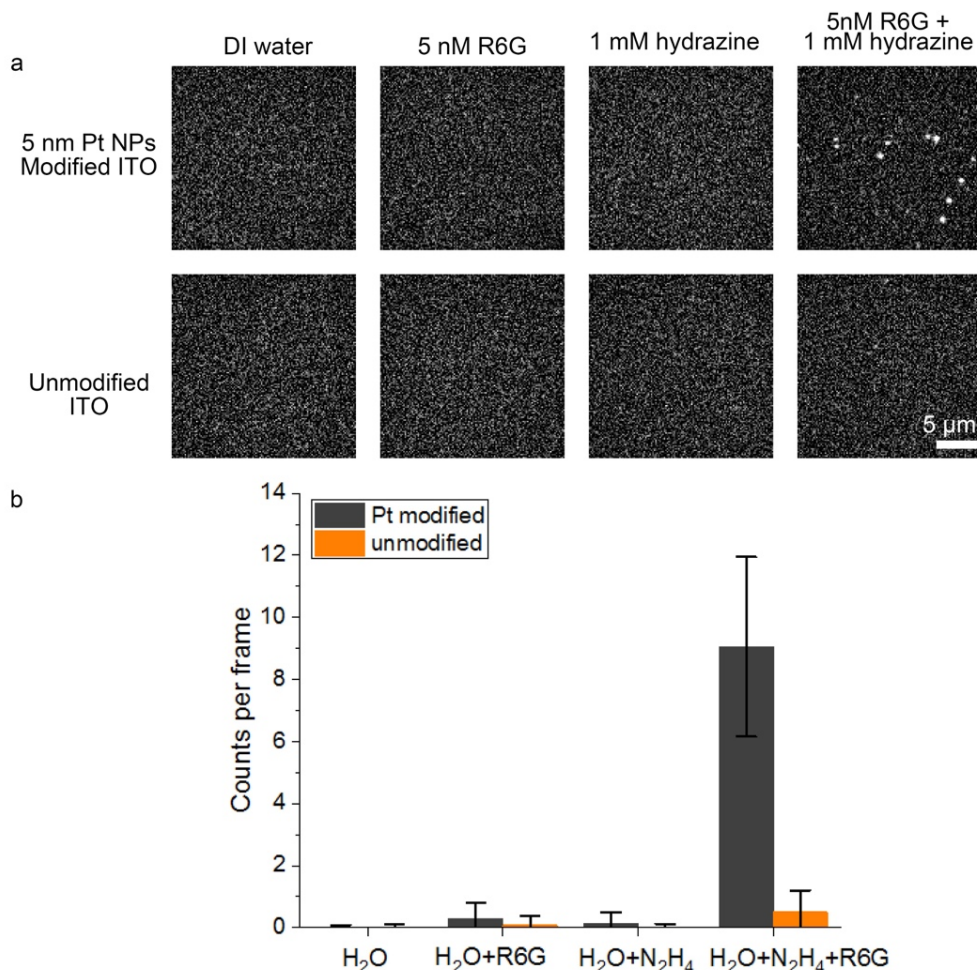 a
DI water
5 nM R6G
1 mM hydrazine
5nM R6G +
1 mM hydrazine
5 nm Pt NPs
Modified ITO
Unmodified
ITO
5 µm
b
Pt modified
unmodified
Counts per frame
14
12
10
8
6
4
2
0
H₂O
H₂O+R6G
H₂O+N₂H₄
H₂O+N₂H₄+R6G